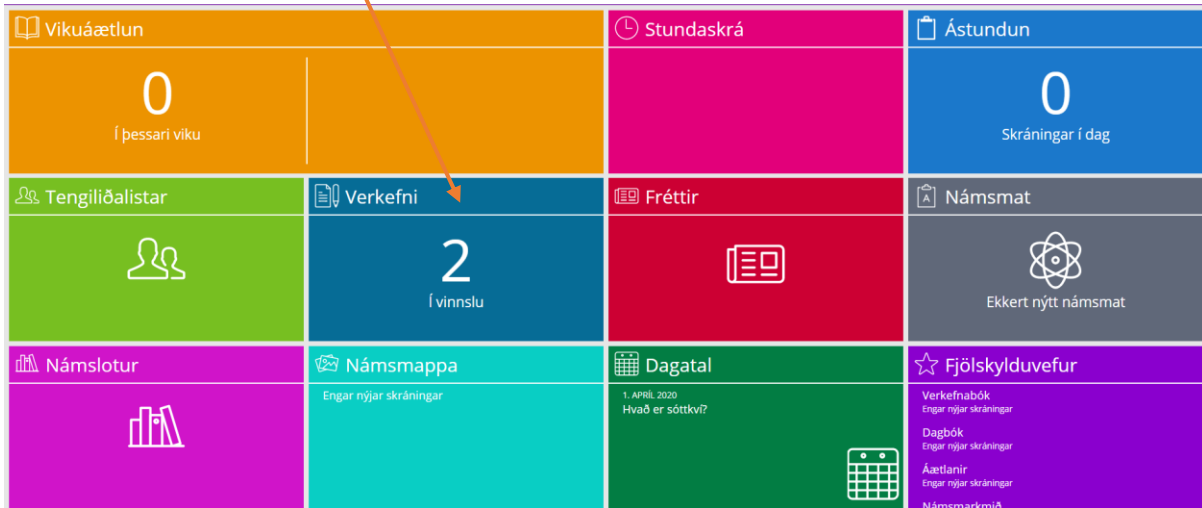 Vikuáætlun
0
Í þessari viku
Stundaskrá
Ástundun
0
Skráningar í dag
Tengiliðalistar
Verkefni
2
Í vinnslu
Fréttir
A
Námsmat
Ekkert nýtt námsmat
Námslotur
Námsmappa
Engar nýjar skráningar
Dagatal
1. APRÍL 2020
Hvað er sóttkví?
Fjölskylduvefur
Verkefnabók
Engar nýjar skráningar
Dagbók
Engar nýjar skráningar
Áætlanir
Engar nýjar skráningar
Námsmarkmið